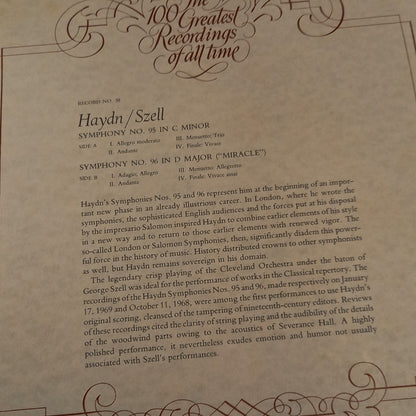 The
100 Greatest
Recordings
of all time
RECORD NO. 38
Haydn/Szell
SYMPHONY NO. 95 IN C MINOR
SIDE A I. Allegro moderato III. Menuetto; Trio
II. Andante IV. Finale: Vivace
SYMPHONY NO. 96 IN D MAJOR ("MIRACLE")
SIDE B I. Adagio; Allegro III. Menuetto: Allegretto
II. Andante IV. Finale: Vivace assai
Haydn's Symphonies Nos. 95 and 96 represent him at the beginning of an impor-
tant new phase in an already illustrious career. In London, where he wrote the
symphonies, the sophisticated English audiences and the forces put at his disposal
by the impresario Salomon inspired Haydn to combine earlier elements of his style
in a new way and to return to those earlier elements with renewed vigor. The
so-called London or Salomon Symphonies, then, significantly diadem this power-
ful force in the history of music. History distributed crowns to other symphonists
as well, but Haydn remains sovereign in his domain.
The legendary crisp playing of the Cleveland Orchestra under the baton of
George Szell was ideal for the performance of works in the Classical repertory. The
recordings of the Haydn Symphonies Nos. 95 and 96, made respectively on January
17, 1969 and October 11, 1968, were among the first performances to use Haydn's
original scoring, cleansed of the tampering of nineteenth-century editors. Reviews
of these recordings cited the clarity of string playing and the audibility of the details
of the woodwind parts owing to the acoustics of Severance Hall. A highly
polished performance, it nevertheless exudes emotion and humor not usually
associated with Szell's performances.